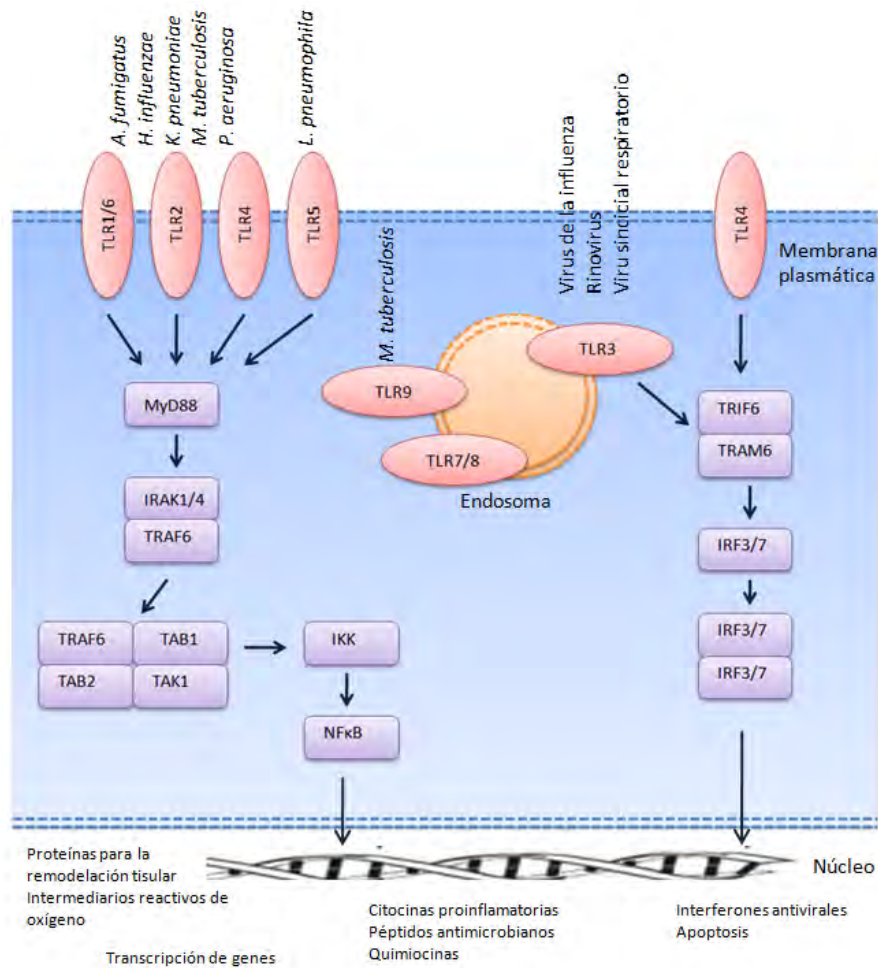 A. fumigatus
H. influenzae
K. pneumoniae
M. tuberculosis
P. aeruginosa
L. pneumophila
TLR1/6
TLR2
TLR4
TLR5
M. tuberculosis
Virus de la influenza
Rinovirus
Viru sincicial respiratorio
TLR4
Membrana
plasmática
TLR3
TLR9
TLR7/8
Endosoma
MyD88
IRAK1/4
TRAF6
TRAF6
TAB1
TAB2
TAK1
IKK
NFκB
TRIF6
TRAM6
IRF3/7
IRF3/7
IRF3/7
Núcleo
Proteínas para la
remodelación tisular
Intermediarios reactivos de
oxígeno
Citocinas proinflamatorias
Péptidos antimicrobianos
Quimiocinas
Interferones antivirales
Apoptosis
Transcripción de genes